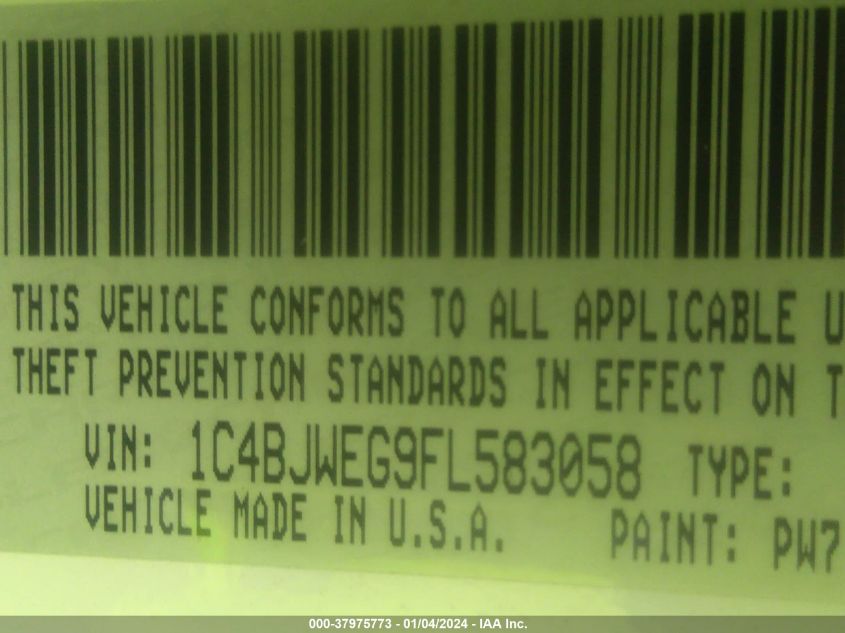 THIS VEHICLE CONFORMS TO ALL APPLICABLE U
THEFT PREVENTION STANDARDS IN EFFECT ON T
VIN: 1C4BJWEG9FL583058 TYPE:
VEHICLE MADE IN U.S.A. PAINT: PW7
000-37975773 - 01/04/2024 - IAA Inc.